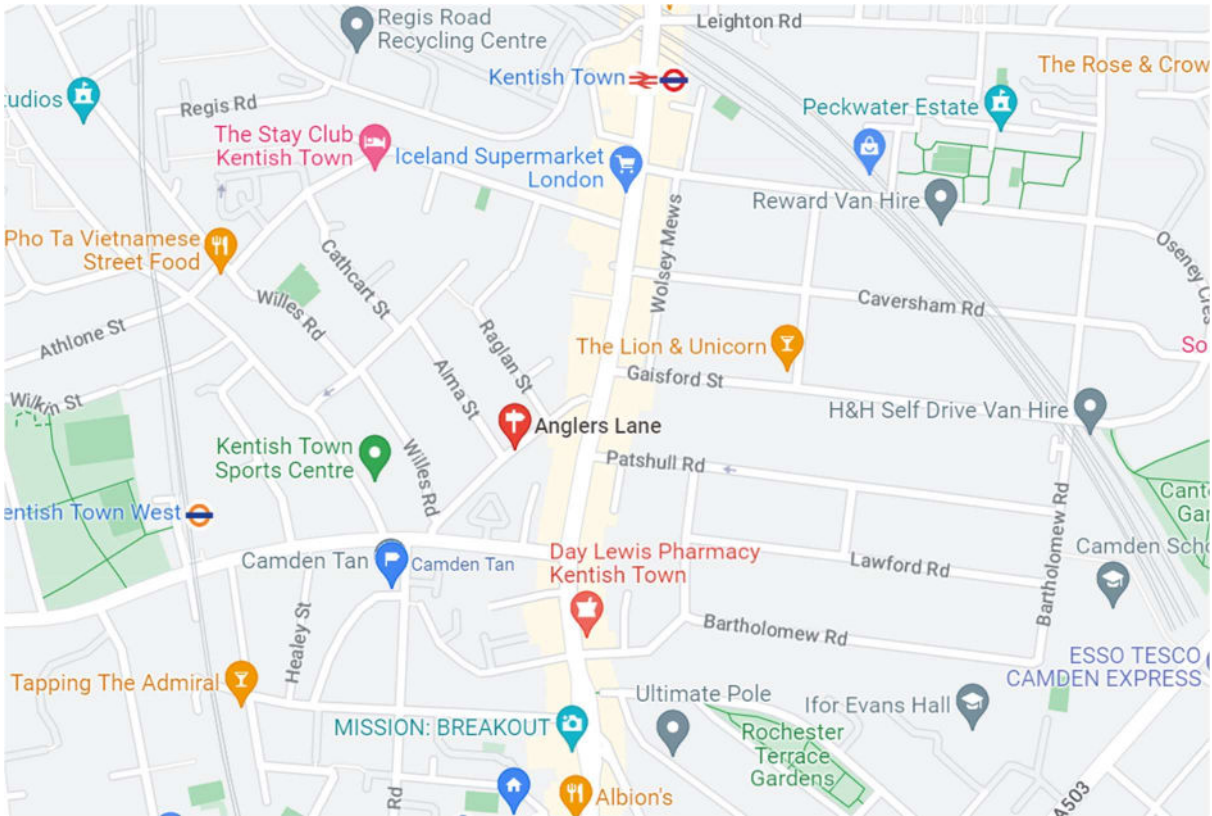 Regis Road
Recycling Centre
Leighton Rd
Kentish Town
The Rose & Crow
tudios
Regis Rd
Peckwater Estate
The Stay Club
Kentish Town
Iceland Supermarket
London
Reward Van Hire
Wolsey Mews
Oseney Cres
Pho Ta Vietnamese
Street Food
Cathcart St
Willes Rd
Caversham Rd
Athlone St
Raglan St
The Lion & Unicorn
So
Alma St
Gaisford St
Wilkin St
H&H Self Drive Van Hire
Anglers Lane
Kentish Town
Sports Centre
Willes Rd
Patshull Rd
Bartholomew Rd
Cant
Gar
entish Town West
Day Lewis Pharmacy
Kentish Town
Camden Tan
Camden Tan
Lawford Rd
Camden Scho
Healey St
Bartholomew Rd
ESSO TESCO
CAMDEN EXPRESS
Tapping The Admiral
Ultimate Pole
Ifor Evans Hall
MISSION: BREAKOUT
Rochester
Terrace
Gardens
Rd
Albion's
A503